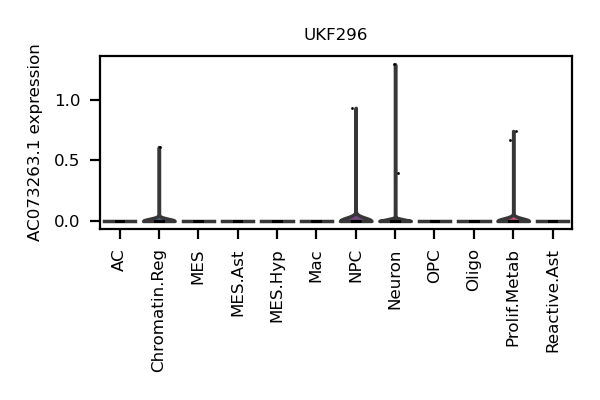 UKF296
AC073263.1 expression
1.0
0.5
0.0
AC
Chromatin.Reg
MES
MES.Ast
MES.Hyp
Mac
NPC
Neuron
OPC
Oligo
Prolif.Metab
Reactive.Ast